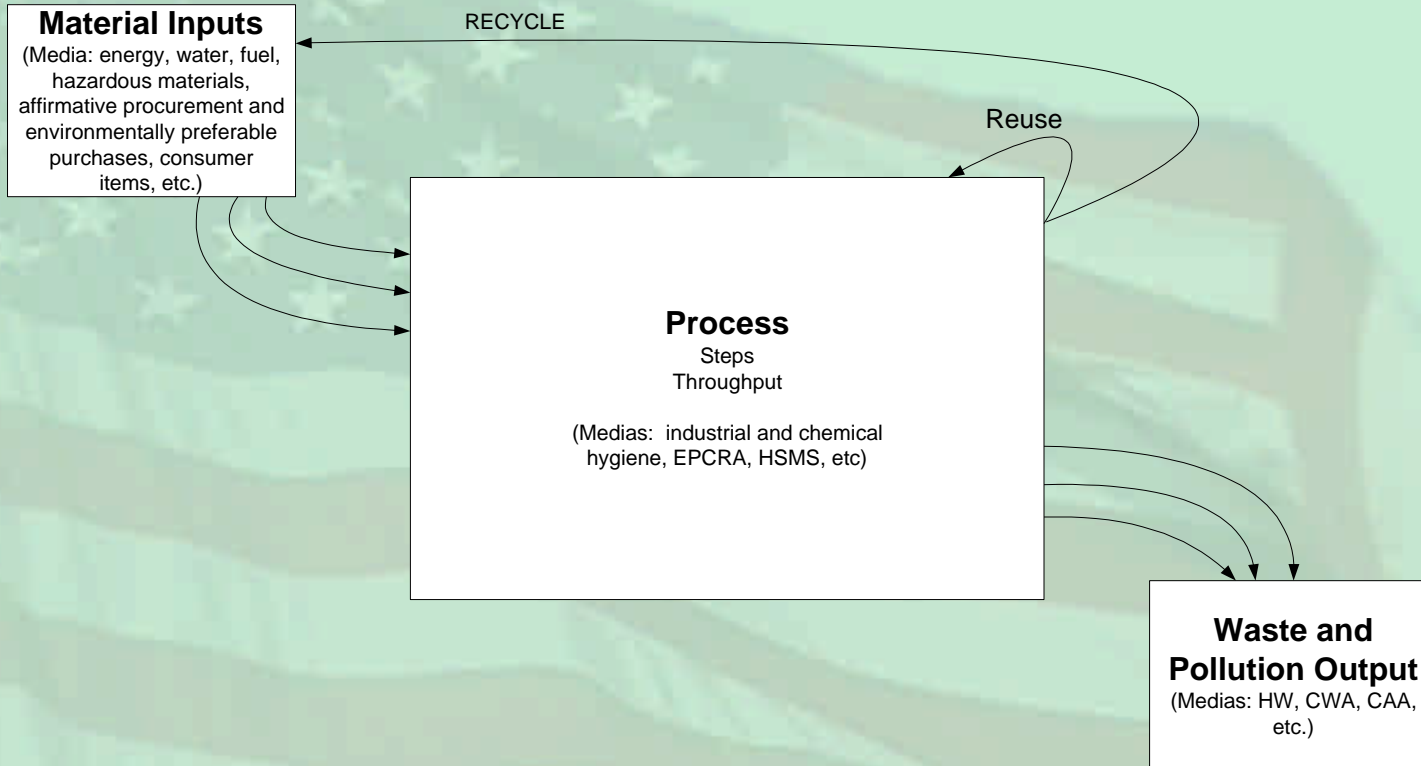 Material Inputs
(Media: energy, water, fuel,
hazardous materials,
affirmative procurement and
environmentally preferable
purchases, consumer
items, etc.)
RECYCLE
Reuse
Process
Steps
Throughput
(Medias:  industrial and chemical
hygiene, EPCRA, HSMS, etc)
Waste and
Pollution Output
(Medias: HW, CWA, CAA,
etc.)